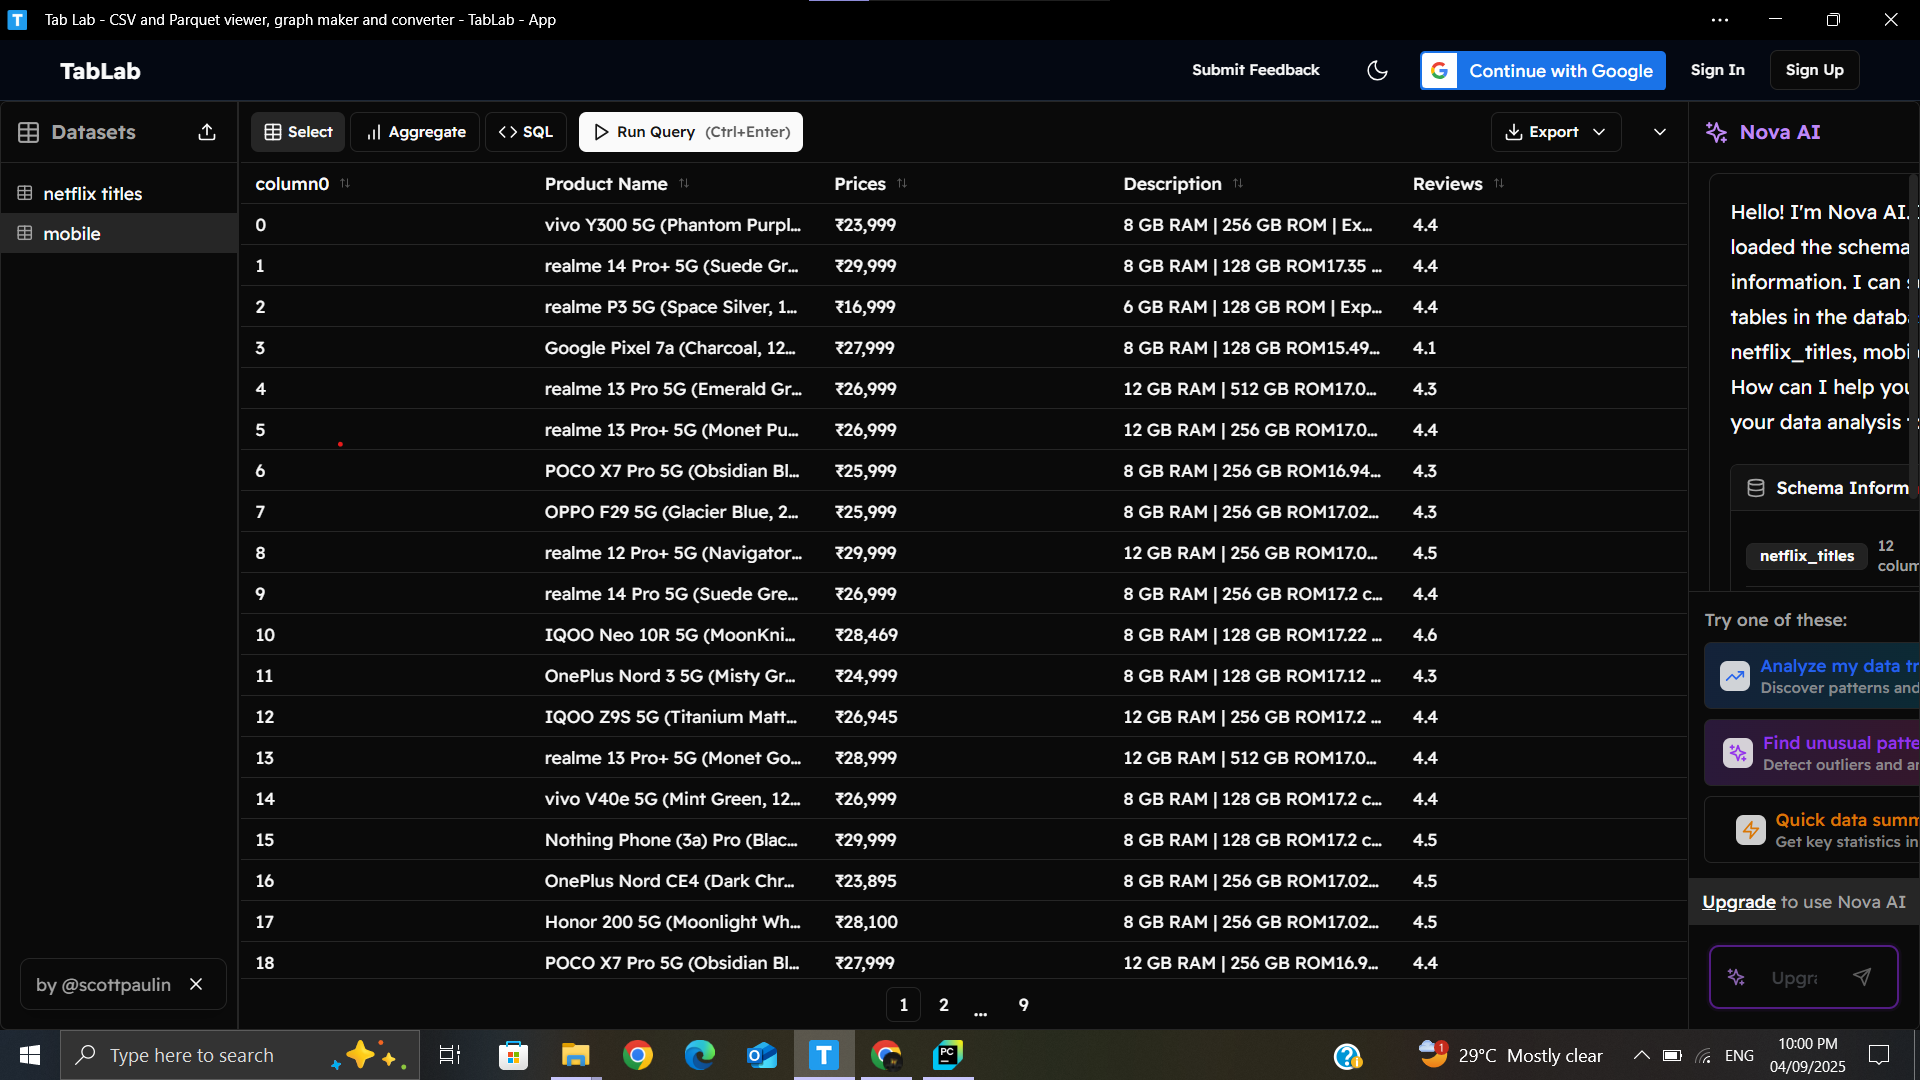 Tab Lab - CSV and Parquet viewer, graph maker and converter - TabLab - App
TabLab
Submit Feedback
Continue with Google
Sign In
Sign Up
Datasets
Select
Aggregate
<> SQL
Run Query (Ctrl+Enter)
Export
Nova AI
netflix titles
mobile
column0 Product Name Prices Description Reviews
0 vivo Y300 5G (Phantom Purpl... ₹23,999 8 GB RAM | 256 GB ROM | Ex... 4.4
1 realme 14 Pro+ 5G (Suede Gr... ₹29,999 8 GB RAM | 128 GB ROM17.35 ... 4.4
2 realme P3 5G (Space Silver, 1... ₹16,999 6 GB RAM | 128 GB ROM | Exp... 4.4
3 Google Pixel 7a (Charcoal, 12... ₹27,999 8 GB RAM | 128 GB ROM15.49... 4.1
4 realme 13 Pro 5G (Emerald Gr... ₹26,999 12 GB RAM | 512 GB ROM17.0... 4.3
5 realme 13 Pro+ 5G (Monet Pu... ₹26,999 12 GB RAM | 256 GB ROM17.0... 4.4
6 POCO X7 Pro 5G (Obsidian Bl... ₹25,999 8 GB RAM | 256 GB ROM16.94... 4.3
7 OPPO F29 5G (Glacier Blue, 2... ₹25,999 8 GB RAM | 256 GB ROM17.02... 4.3
8 realme 12 Pro+ 5G (Navigator... ₹29,999 12 GB RAM | 256 GB ROM17.0... 4.5
9 realme 14 Pro 5G (Suede Gre... ₹26,999 8 GB RAM | 256 GB ROM17.2 c... 4.4
10 IQOO Neo 10R 5G (MoonKni... ₹28,469 8 GB RAM | 128 GB ROM17.22 ... 4.6
11 OnePlus Nord 3 5G (Misty Gr... ₹24,999 8 GB RAM | 128 GB ROM17.12 ... 4.3
12 IQOO Z9S 5G (Titanium Matt... ₹26,945 12 GB RAM | 256 GB ROM17.2 ... 4.4
13 realme 13 Pro+ 5G (Monet Go... ₹28,999 12 GB RAM | 512 GB ROM17.0... 4.4
14 vivo V40e 5G (Mint Green, 12... ₹26,999 8 GB RAM | 128 GB ROM17.2 c... 4.4
15 Nothing Phone (3a) Pro (Blac... ₹29,999 8 GB RAM | 128 GB ROM17.2 c... 4.5
16 OnePlus Nord CE4 (Dark Chr... ₹23,895 8 GB RAM | 256 GB ROM17.02... 4.5
17 Honor 200 5G (Moonlight Wh... ₹28,100 8 GB RAM | 256 GB ROM17.02... 4.5
18 POCO X7 Pro 5G (Obsidian Bl... ₹27,999 12 GB RAM | 256 GB ROM16.9... 4.4
1 2 ... 9
by @scottpaulin
Hello! I'm Nova AI.
loaded the schema
information. I can
tables in the datab
netflix_titles, mobi
How can I help you
your data analysis
Schema Inform
netflix_titles
12
colum
Try one of these:
Analyze my data tr
Discover patterns and
Find unusual patte
Detect outliers and a
Quick data summ
Get key statistics in
Upgrade to use Nova AI
Upgr
Type here to search
29°C Mostly clear
ENG
10:00 PM
04/09/2025